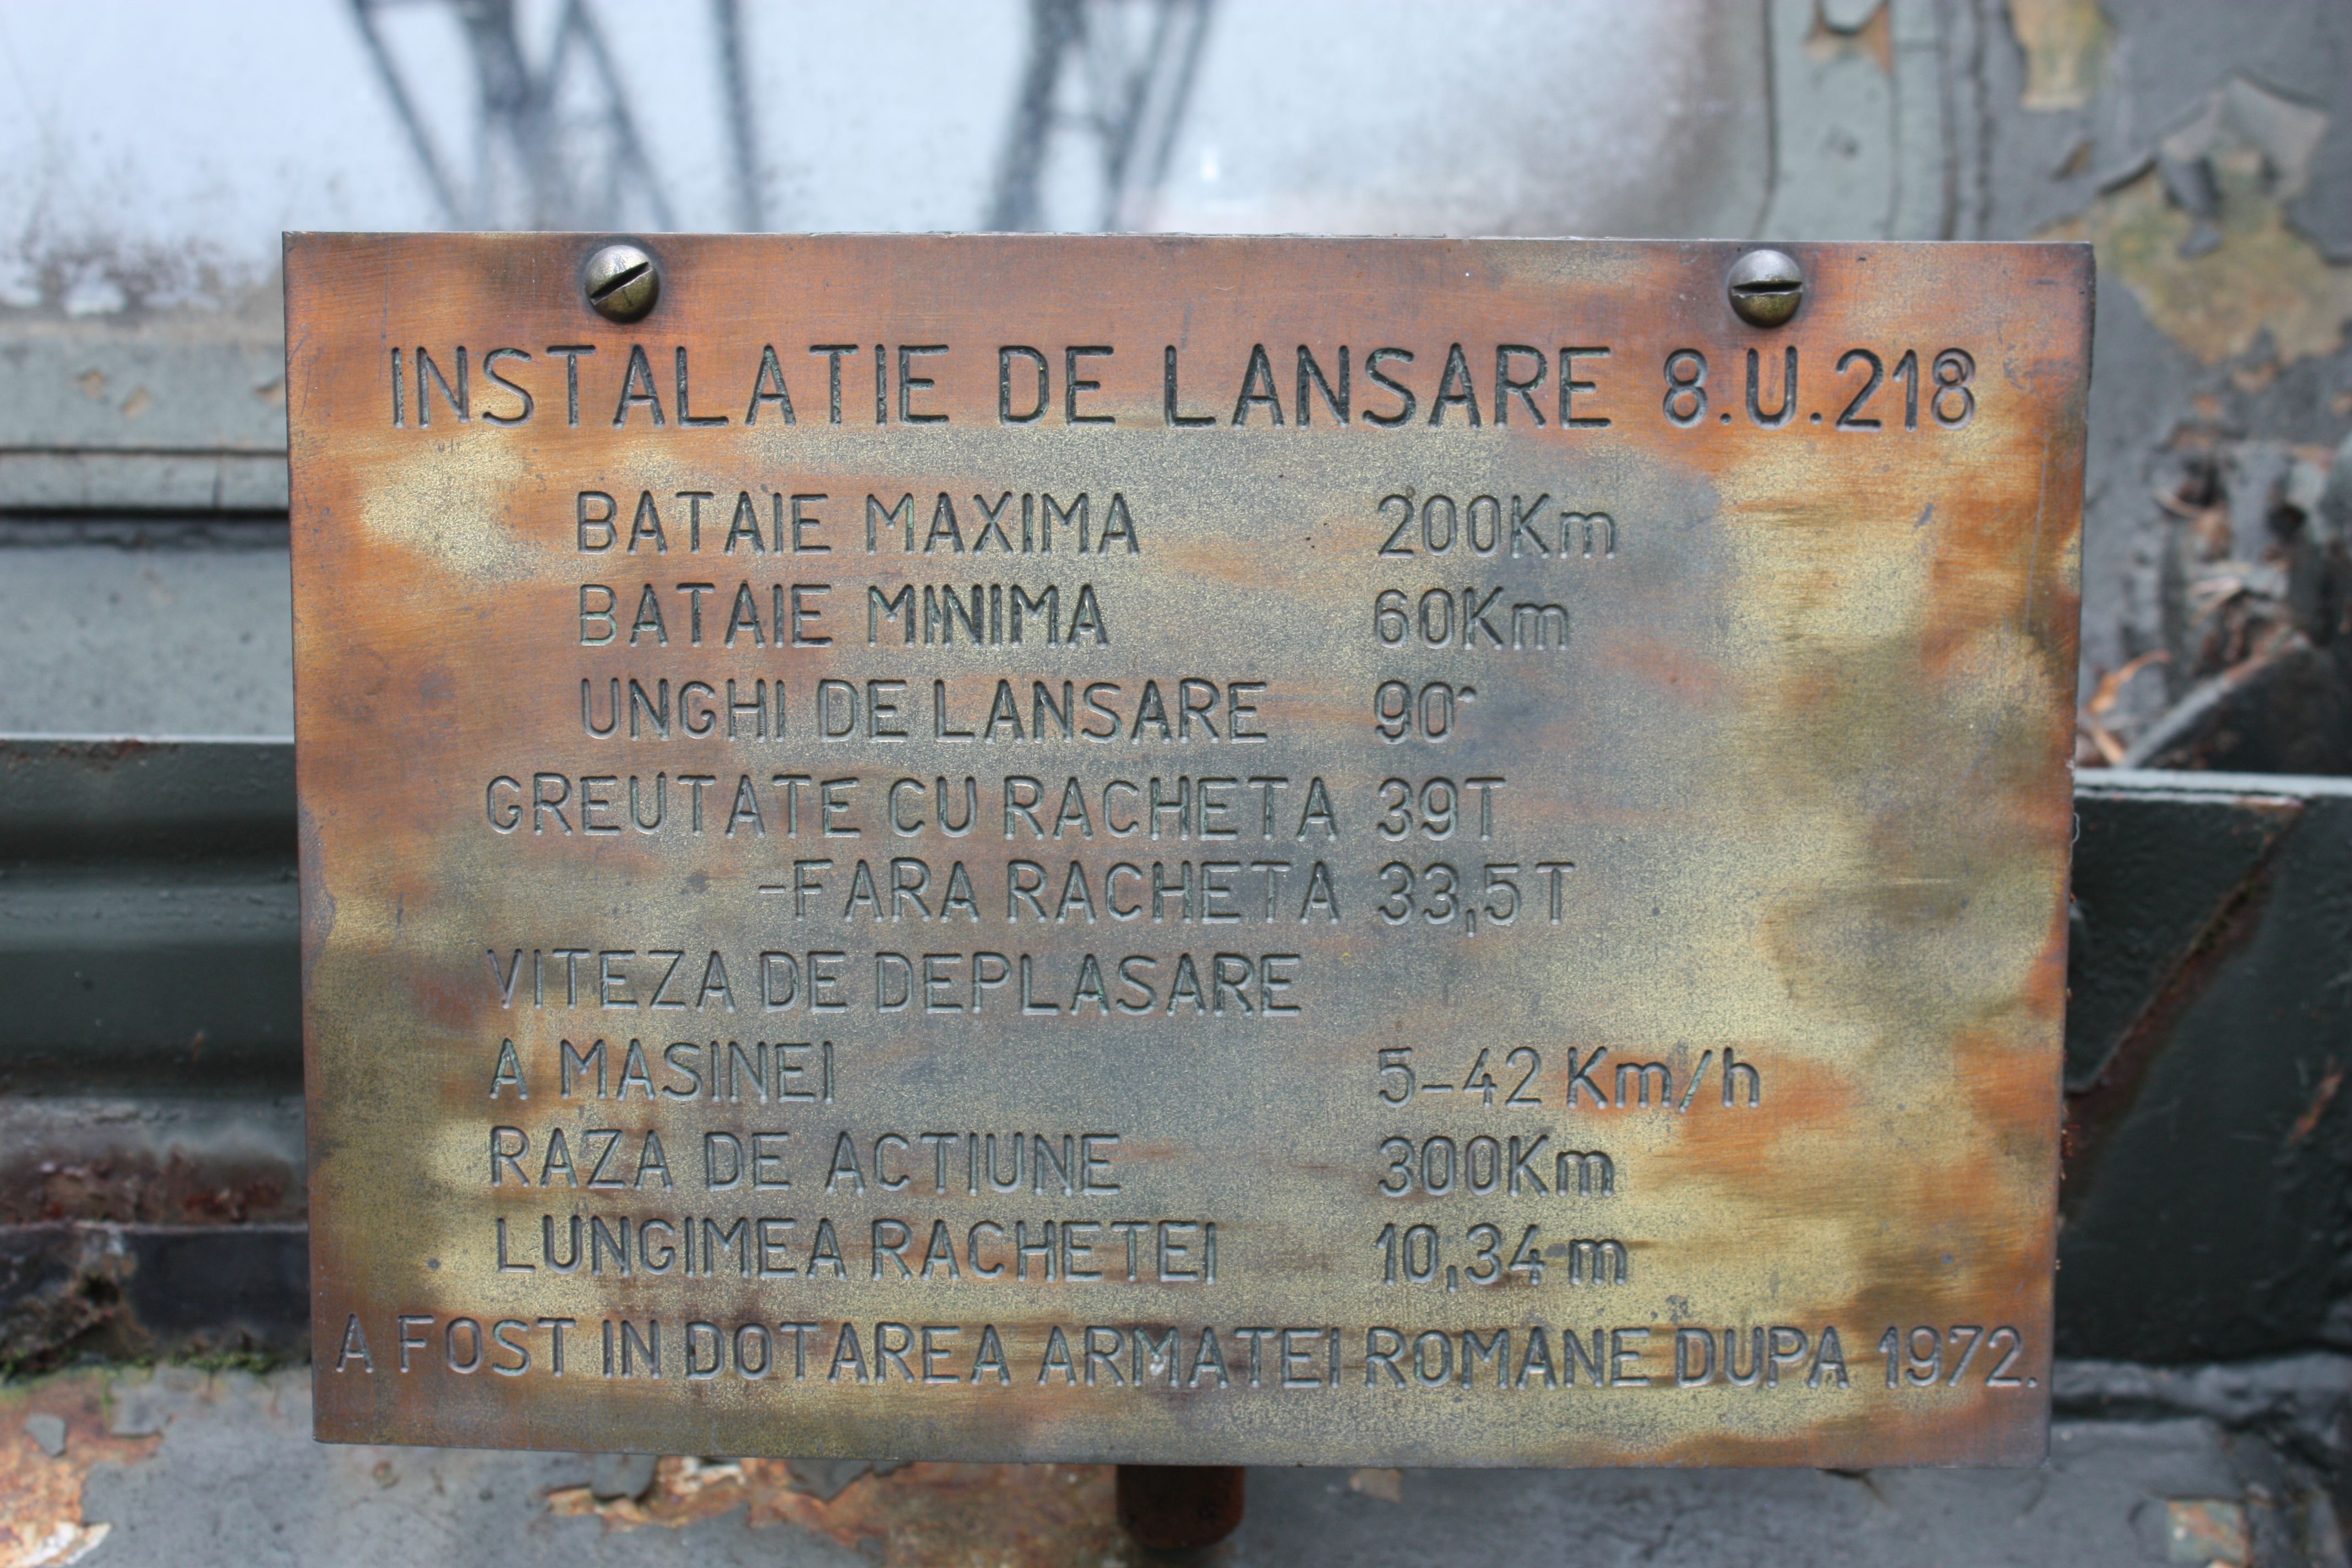 INSTALATIE DE LANSARE 8.U.218
BATAIE MAXIMA 200Km
BATAIE MINIMA 60Km
UNGHI DE LANSARE 90°
GREUTATE CU RACHETA 39T
-FARA RACHETA 33,5T
VITEZA DE DEPLASARE
A MASINEI 5-42 Km/h
RAZA DE ACTIUNE 300Km
LUNGIMEA RACHETEI 10,34 m
A FOST IN DOTAREA ARMATEI ROMÂNE DUPA 1972.